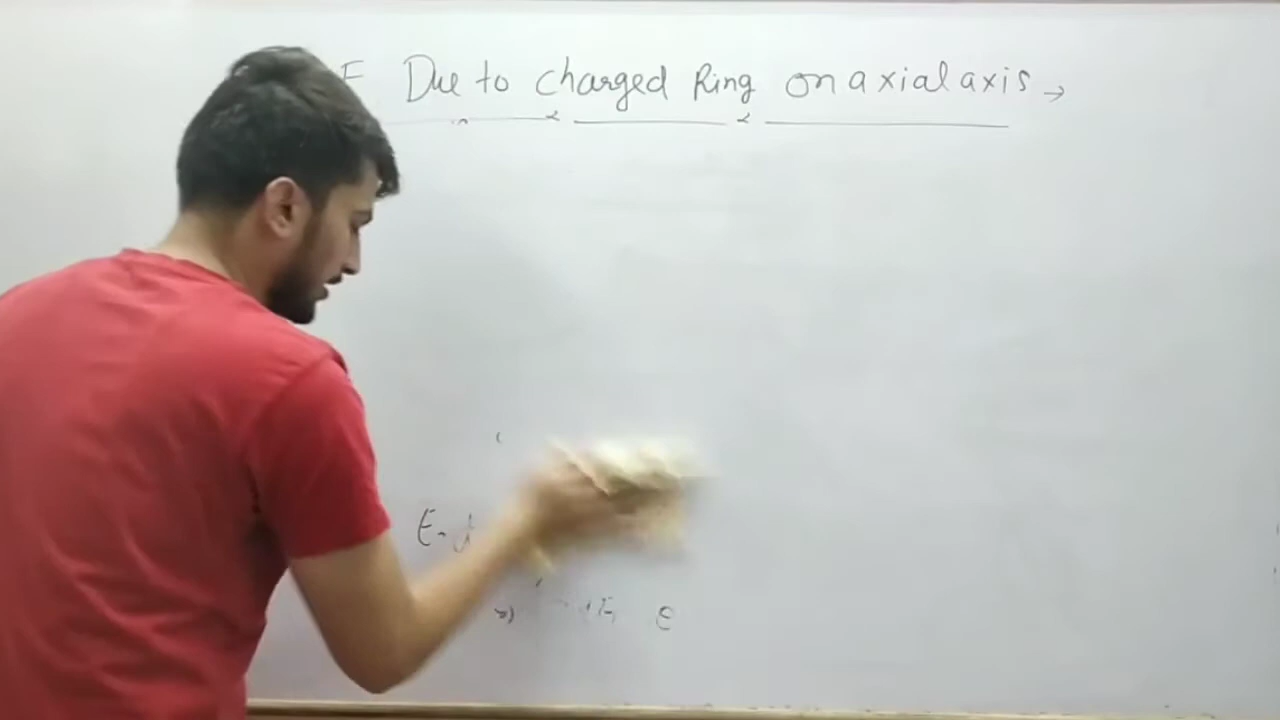 E Due to charged Ring on axial axis →